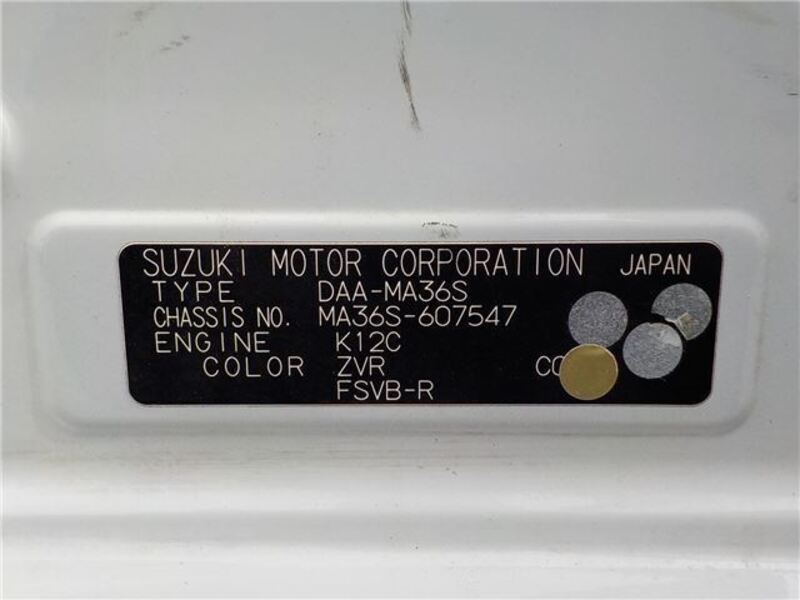 SUZUKI MOTOR CORPORATION JAPAN
TYPE DAA-MA36S
CHASSIS NO. MA36S-607547
ENGINE K12C
COLOR ZVR
FSVB-R